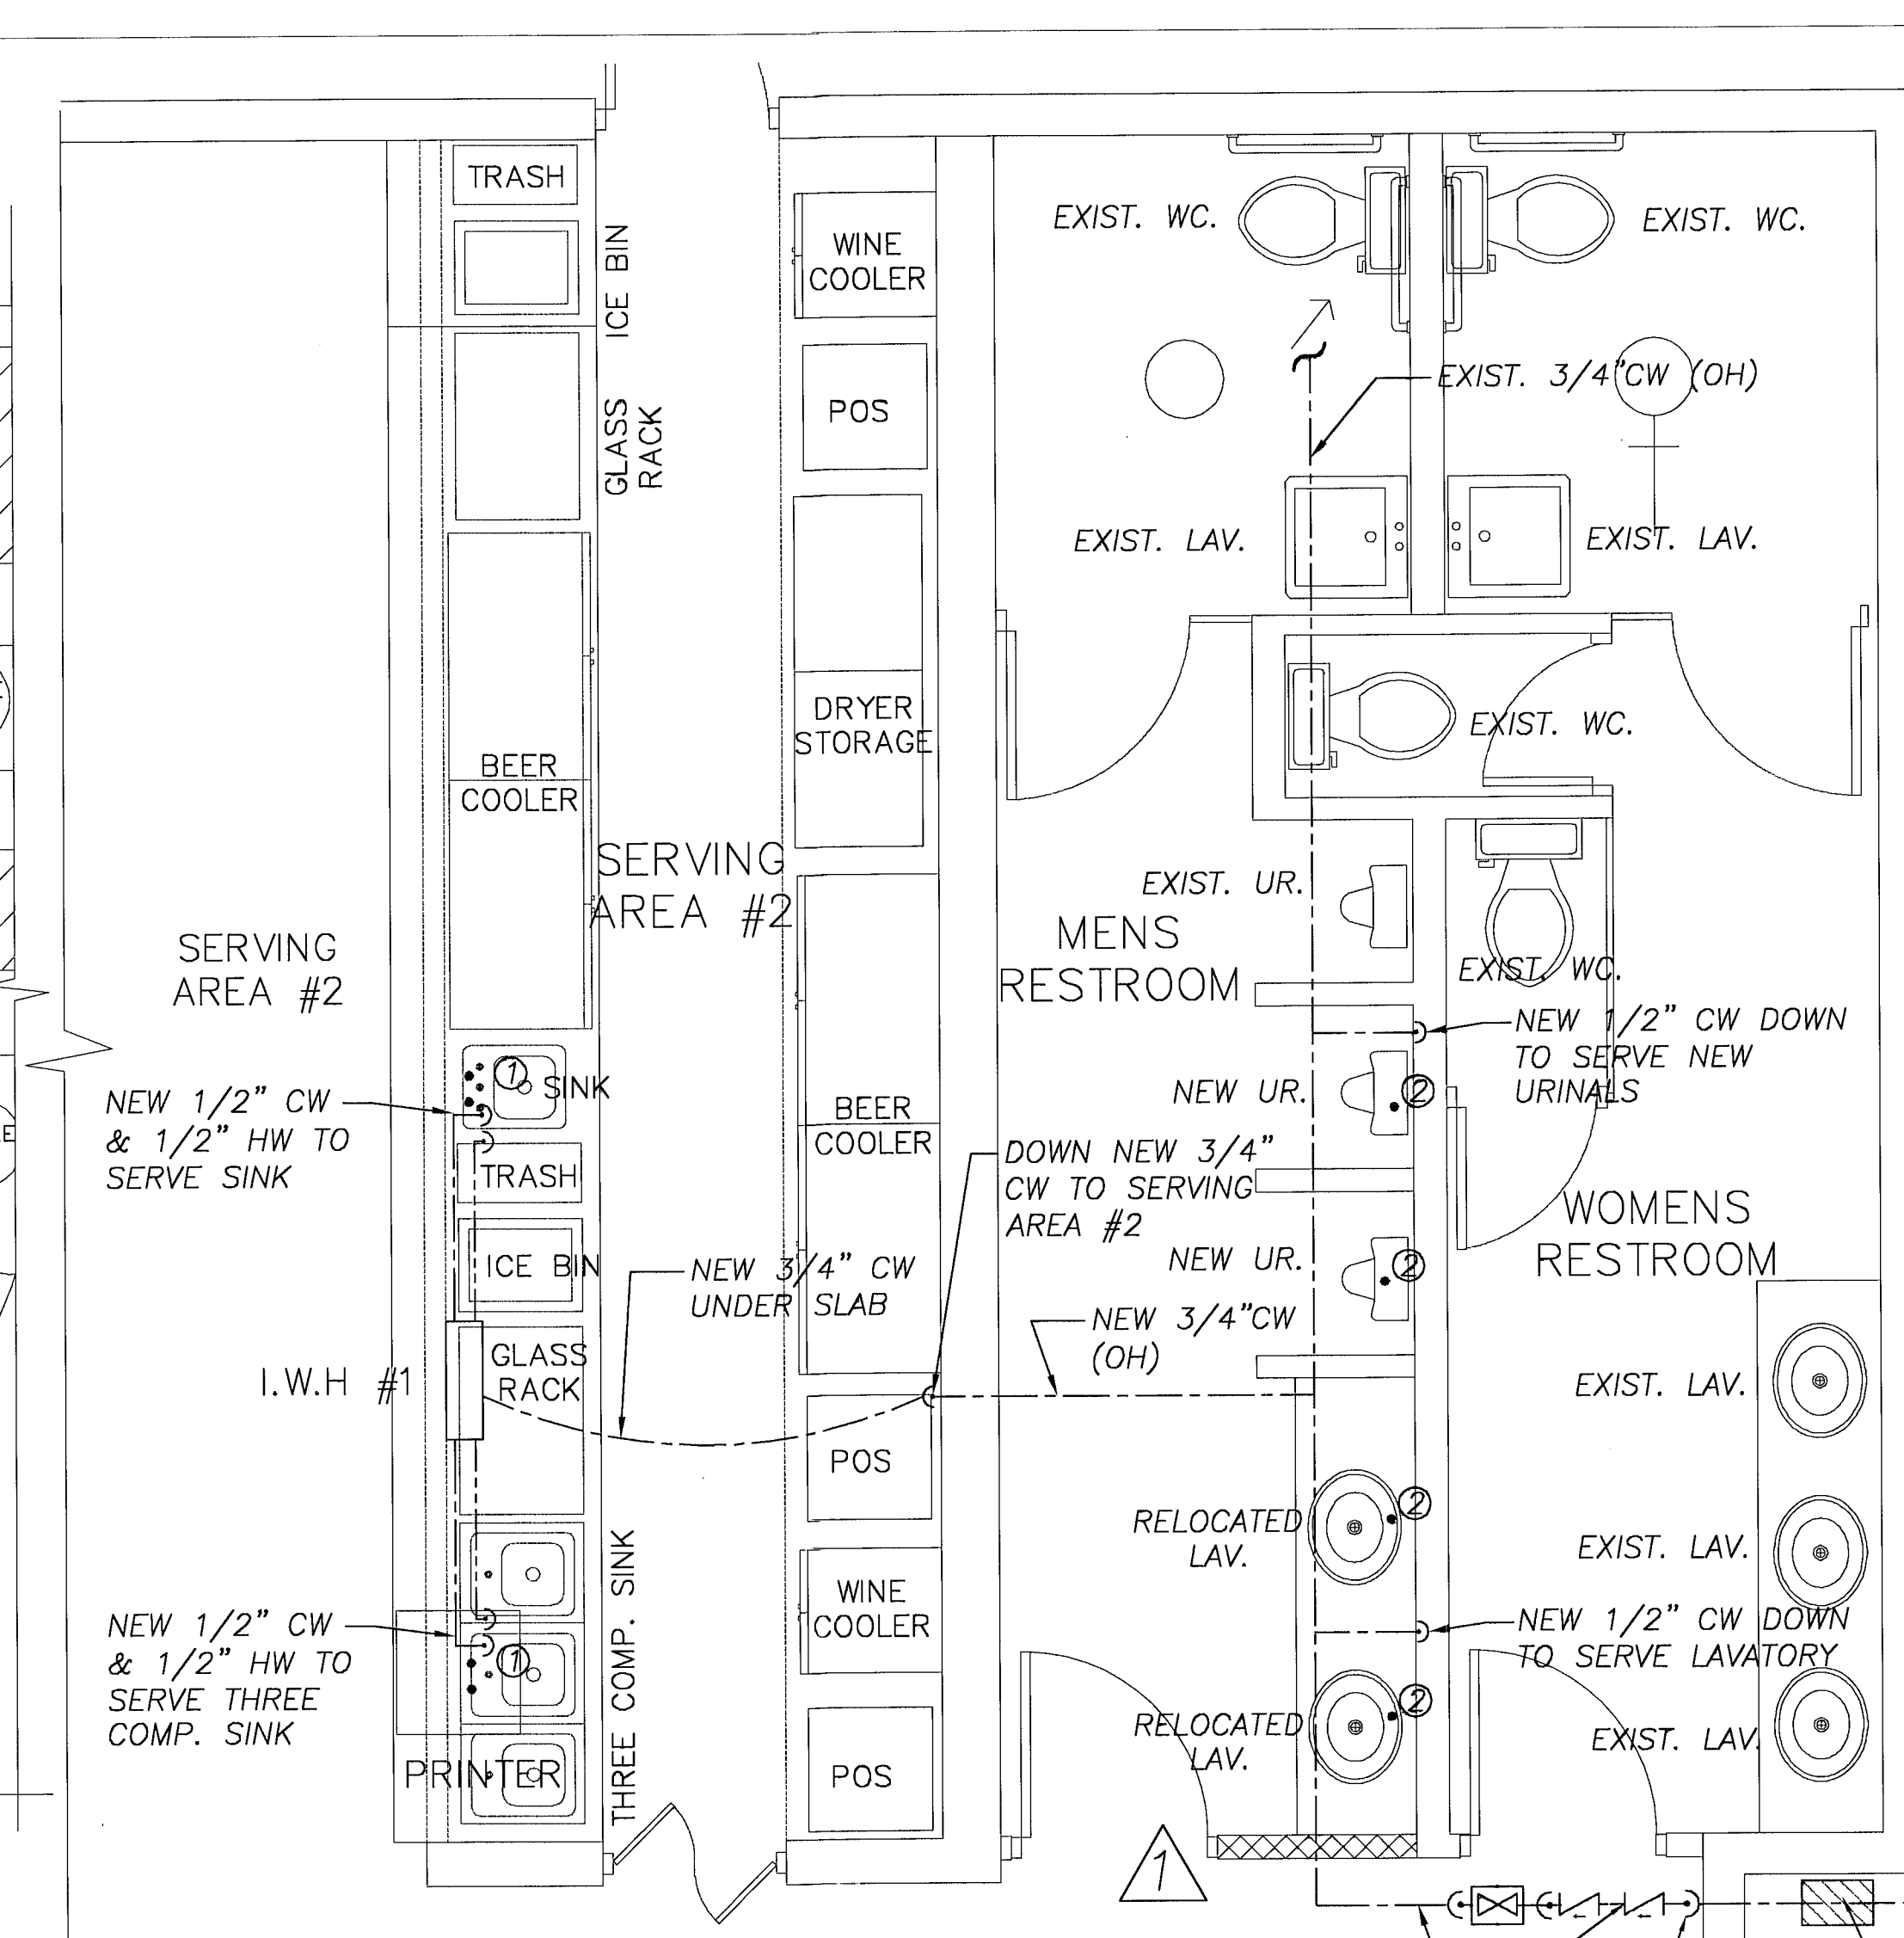 TRASH
ICE BIN
GLASS
RACK
BEER
COOLER
SERVING
AREA #2
SERVING
AREA #2
NEW 1/2" CW
& 1/2" HW TO
SERVE SINK
1
SINK
TRASH
ICE BIN
I.W.H #1
GLASS
RACK
NEW 3/4" CW
UNDER SLAB
NEW 1/2" CW
& 1/2" HW TO
SERVE THREE
COMP. SINK
1
PRINTER
THREE COMP. SINK
WINE
COOLER
POS
DRYER
STORAGE
BEER
COOLER
POS
WINE
COOLER
POS
EXIST. WC.
EXIST. WC.
EXIST. 3/4"CW (OH)
EXIST. LAV.
EXIST. LAV.
EXIST. WC.
EXIST. UR.
MENS
RESTROOM
EXIST. WC.
NEW 1/2" CW DOWN
TO SERVE NEW
URINALS
NEW UR.
2
DOWN NEW 3/4"
CW TO SERVING
AREA #2
NEW UR.
2
WOMENS
RESTROOM
NEW 3/4"CW
(OH)
EXIST. LAV.
RELOCATED
LAV.
2
EXIST. LAV.
NEW 1/2" CW DOWN
TO SERVE LAVATORY
RELOCATED
LAV.
2
EXIST. LAV.
1